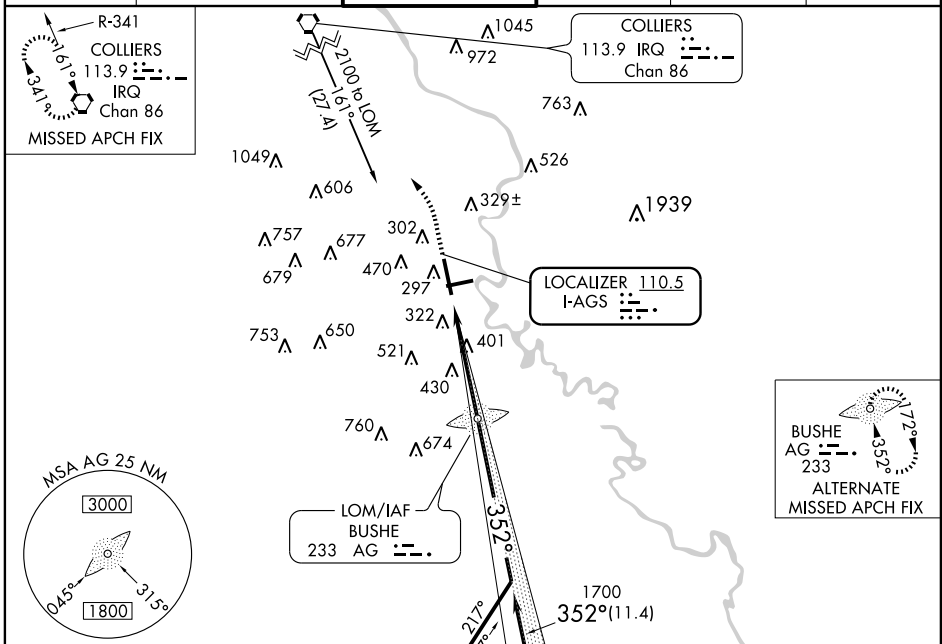 R-341
COLLIERS
113.9
IRQ
Chan 86
161°
341°
MISSED APCH FIX
2100 to LOM
161°
(27.4)
1045
972
COLLIERS
113.9 IRQ
Chan 86
763
1049
526
606
329±
1939
757
677
302
679
470
297
LOCALIZER 110.5
I-AGS
322
753
650
401
521
430
760
674
BUSHE
AG
233
172°
352°
ALTERNATE
MISSED APCH FIX
MSA AG 25 NM
3000
045°
315°
1800
LOM/IAF
BUSHE
233 AG
352°
1700
352° (11.4)
217°